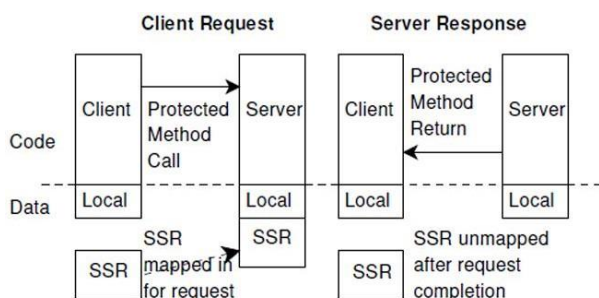 Client Request
Server Response
Client
Protected
Method
Call
Server
Client
Protected
Method
Return
Server
Code
Data
Local
Local
Local
Local
SSR
SSR
mapped in
for request
SSR
SSR
SSR unmapped
after request
completion